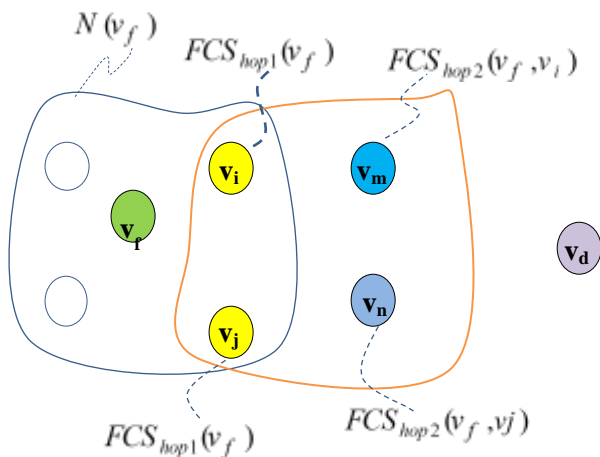 N(v_f)
FCS_hop1(v_f)
FCS_hop2(v_f, v_i)
v_i
v_m
v_f
v_d
v_n
v_j
FCS_hop1(v_f)
FCS_hop2(v_f, vj)